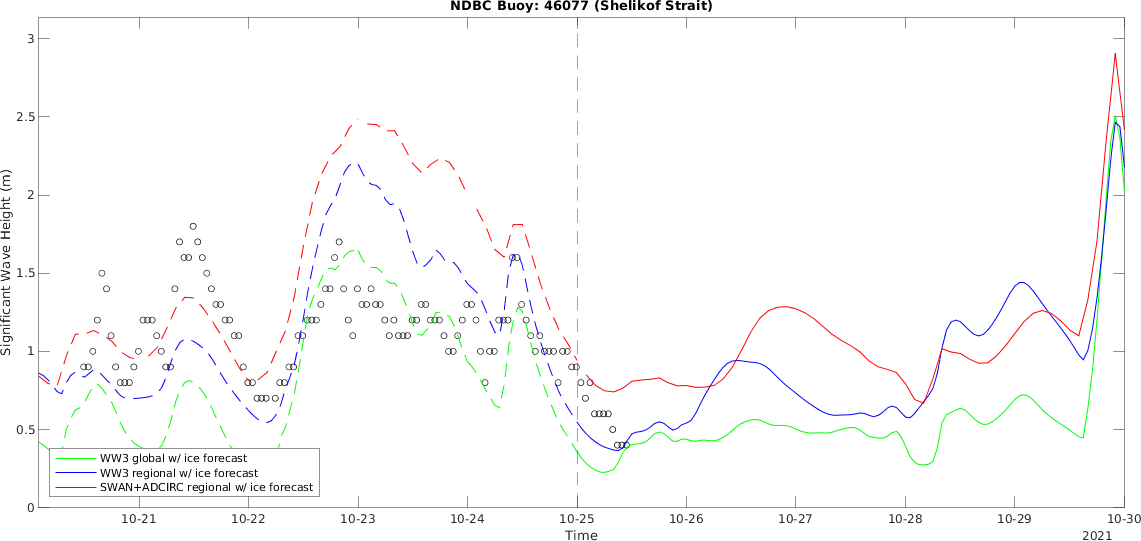 NDBC Buoy: 46077 (Shelikof Strait)
Significant Wave Height (m)
3
2.5
2
1.5
1
0.5
0
WW3 global w/ ice forecast
WW3 regional w/ ice forecast
SWAN+ADCIRC regional w/ ice forecast
10-21 10-22 10-23 10-24 10-25 10-26 10-27 10-28 10-29 10-30
Time
2021